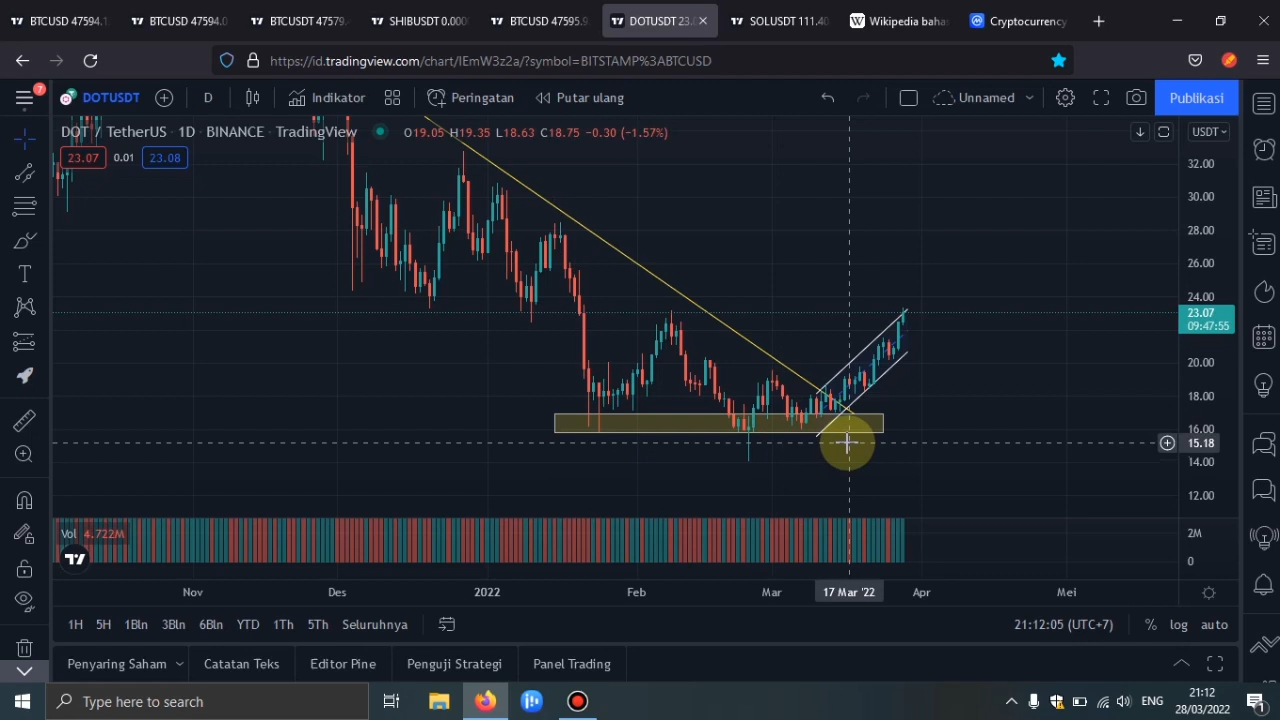 BTCUSD 47594.1
BTCUSD 47594.0
BTCUSDT 47579.
SHIBUSDT 0.000
BTCUSD 47595.9
DOTUSDT 23.0
SOLUSDT 111.40
Wikipedia baha
Cryptocurrency
https://id.tradingview.com/chart/IEmW3z2a/?symbol=BITSTAMP%3ABTCUSD
7
DOTUSDT
D
Indikator
Peringatan
Putar ulang
Unnamed
Publikasi
DOT / TetherUS · 1D · BINANCE · TradingView
O19.05 H19.35 L18.63 C18.75 −0.30 (−1.57%)
USDT
23.07
0.01
23.08
32.00
30.00
28.00
26.00
24.00
23.07
09:47:55
20.00
18.00
16.00
15.18
14.00
12.00
Vol 4.722M
2M
0
Nov
Des
2022
Feb
Mar
17 Mar '22
Apr
Mei
1H
5H
1Bln
3Bln
6Bln
YTD
1Th
5Th
Seluruhnya
21:12:05 (UTC+7)
%
log
auto
Penyaring Saham
Catatan Teks
Editor Pine
Penguji Strategi
Panel Trading
Type here to search
ENG
21:12
28/03/2022
1